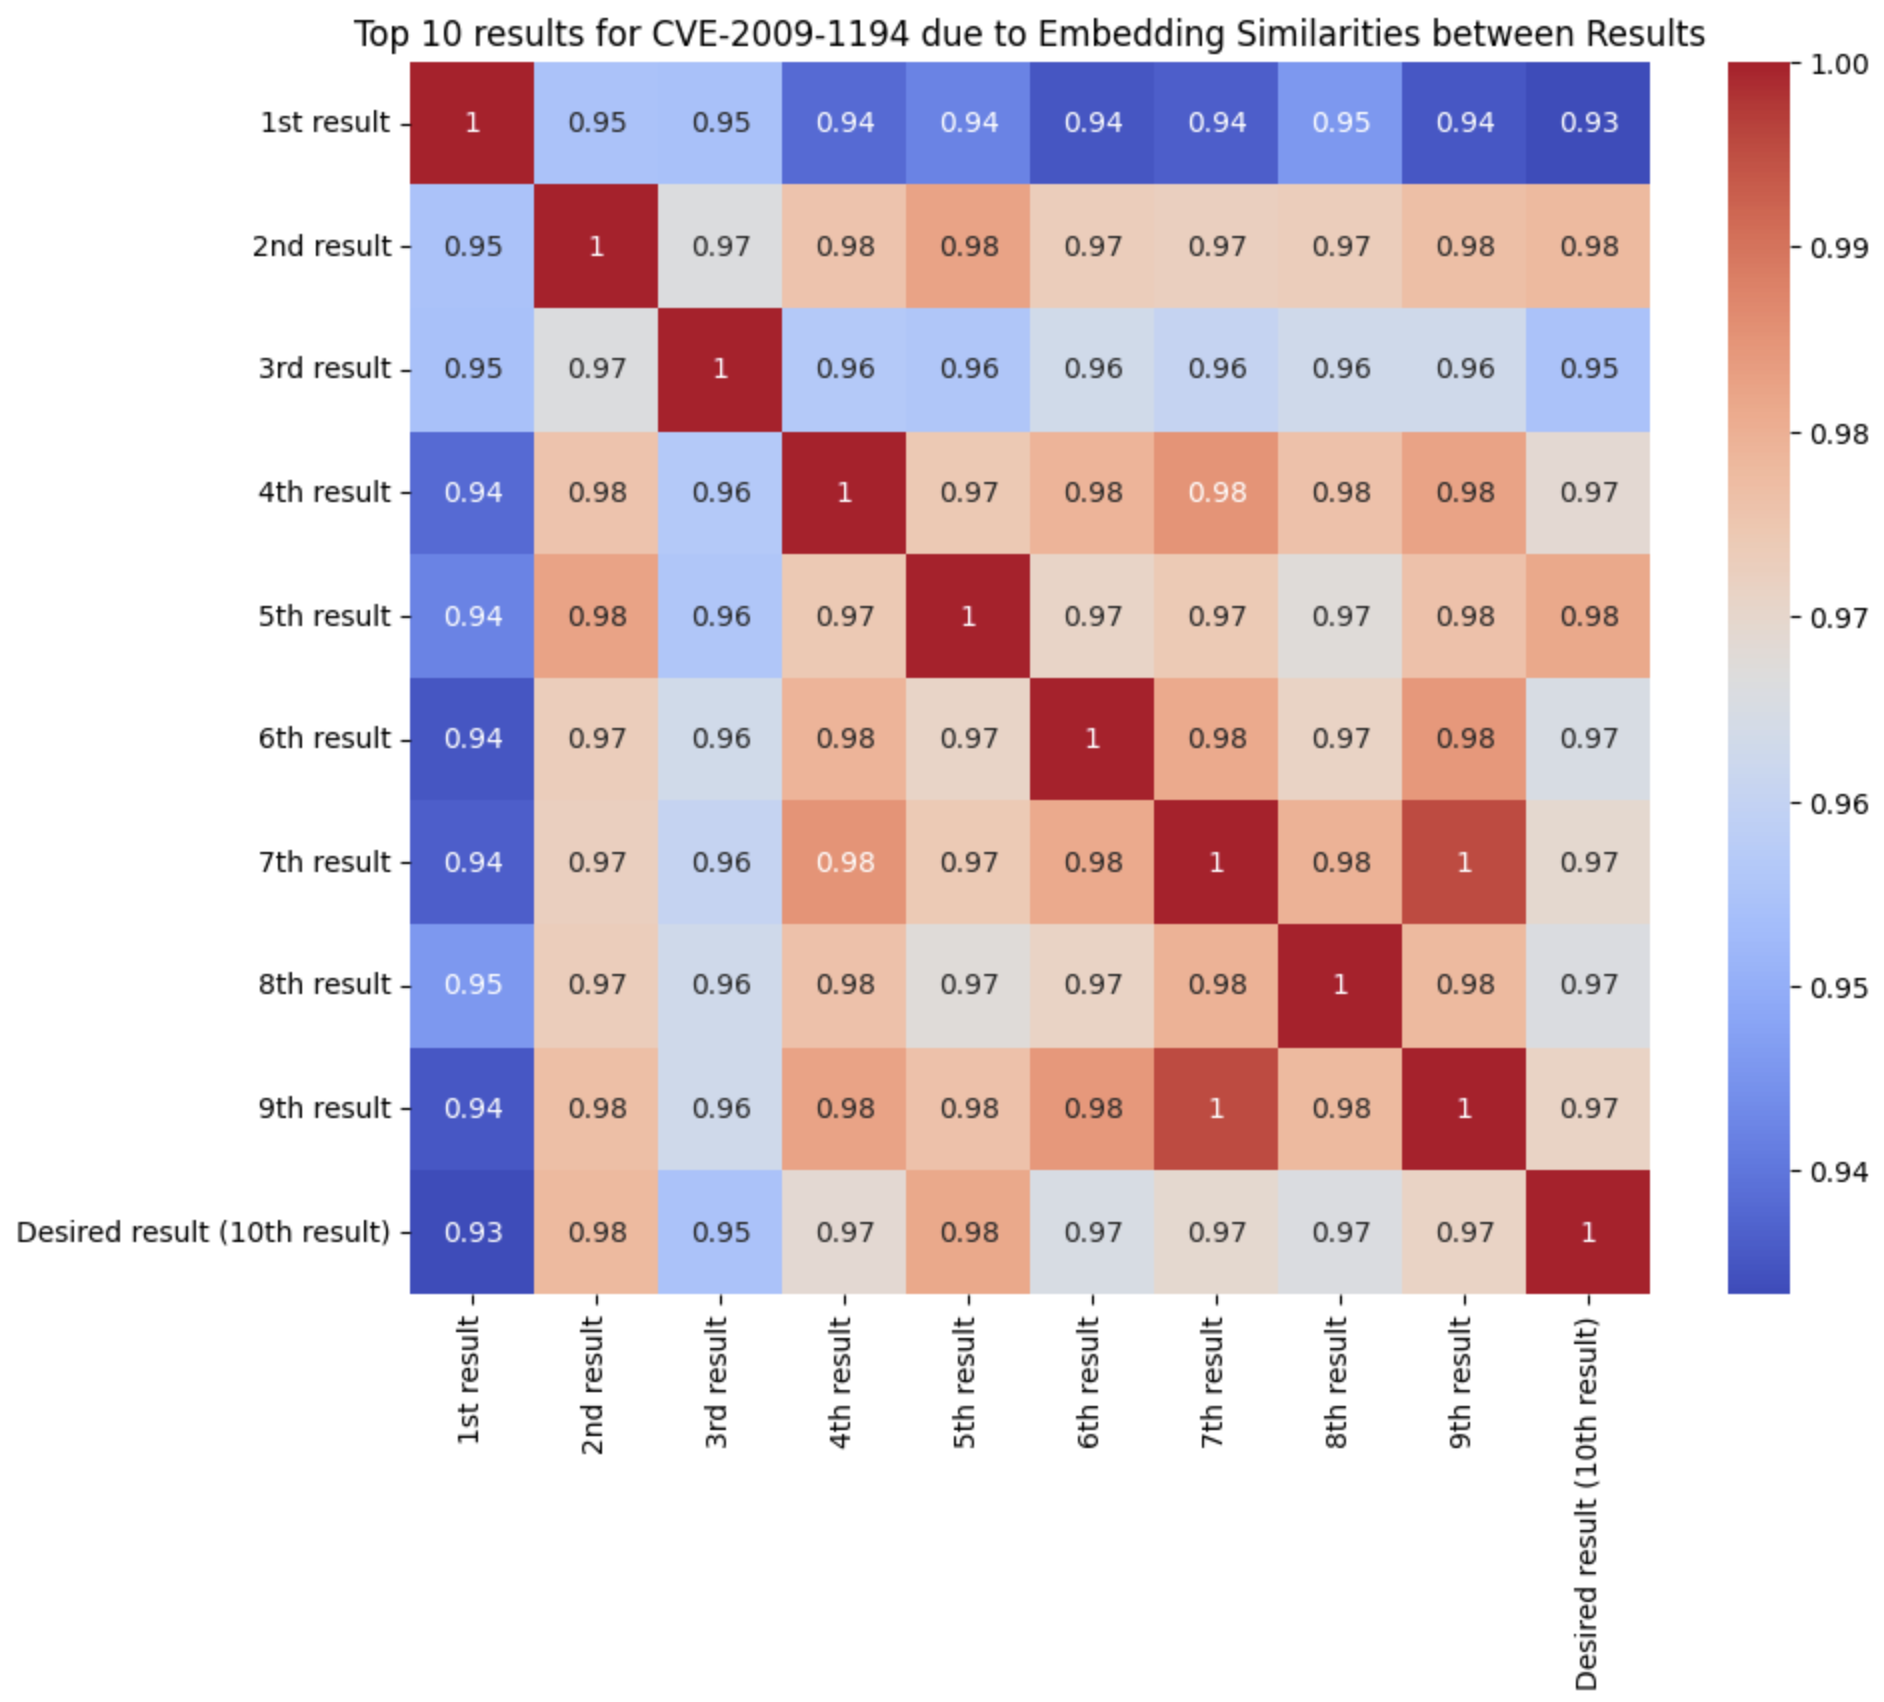 Top 10 results for CVE-2009-1194 due to Embedding Similarities between Results
1st result 1 0.95 0.95 0.94 0.94 0.94 0.94 0.95 0.94 0.93
2nd result 0.95 1 0.97 0.98 0.98 0.97 0.97 0.97 0.98 0.98
3rd result 0.95 0.97 1 0.96 0.96 0.96 0.96 0.96 0.96 0.95
4th result 0.94 0.98 0.96 1 0.97 0.98 0.98 0.98 0.98 0.97
5th result 0.94 0.98 0.96 0.97 1 0.97 0.97 0.97 0.98 0.98
6th result 0.94 0.97 0.96 0.98 0.97 1 0.98 0.97 0.98 0.97
7th result 0.94 0.97 0.96 0.98 0.97 0.98 1 0.98 1 0.97
8th result 0.95 0.97 0.96 0.98 0.97 0.97 0.98 1 0.98 0.97
9th result 0.94 0.98 0.96 0.98 0.98 0.98 1 0.98 1 0.97
Desired result (10th result) 0.93 0.98 0.95 0.97 0.98 0.97 0.97 0.97 0.97 1
1st result
2nd result
3rd result
4th result
5th result
6th result
7th result
8th result
9th result
Desired result (10th result)
1.00
0.99
0.98
0.97
0.96
0.95
0.94